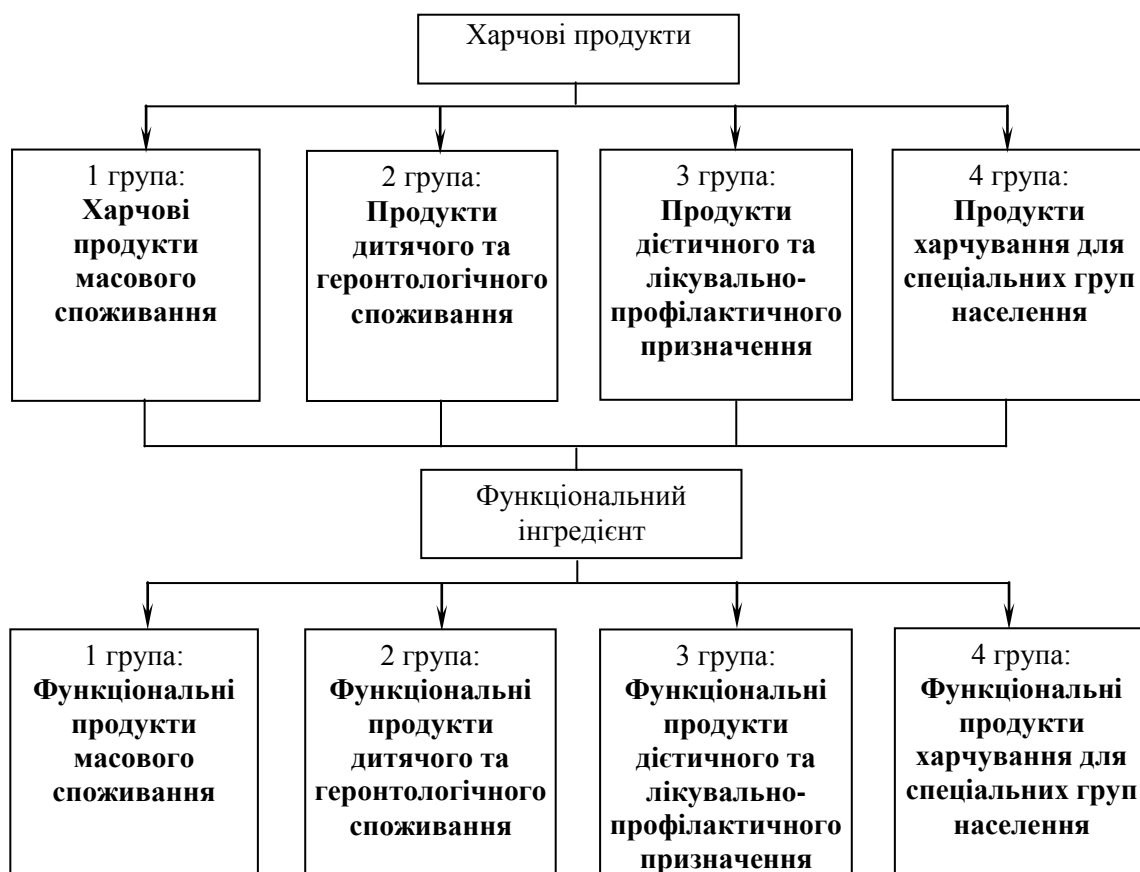 Харчові продукти
1 група:
Харчові
продукти
масового
споживання
2 група:
Продукти
дитячого та
геронтологічного
споживання
3 група:
Продукти
дієтичного та
лікувально-
профілактичного
призначення
4 група:
Продукти
харчування для
спеціальних груп
населення
Функціональний
інгредієнт
1 група:
Функціональні
продукти
масового
споживання
2 група:
Функціональні
продукти
дитячого та
геронтологічного
споживання
3 група:
Функціональні
продукти
дієтичного та
лікувально-
профілактичного
призначення
4 група:
Функціональні
продукти
харчування для
спеціальних груп
населення